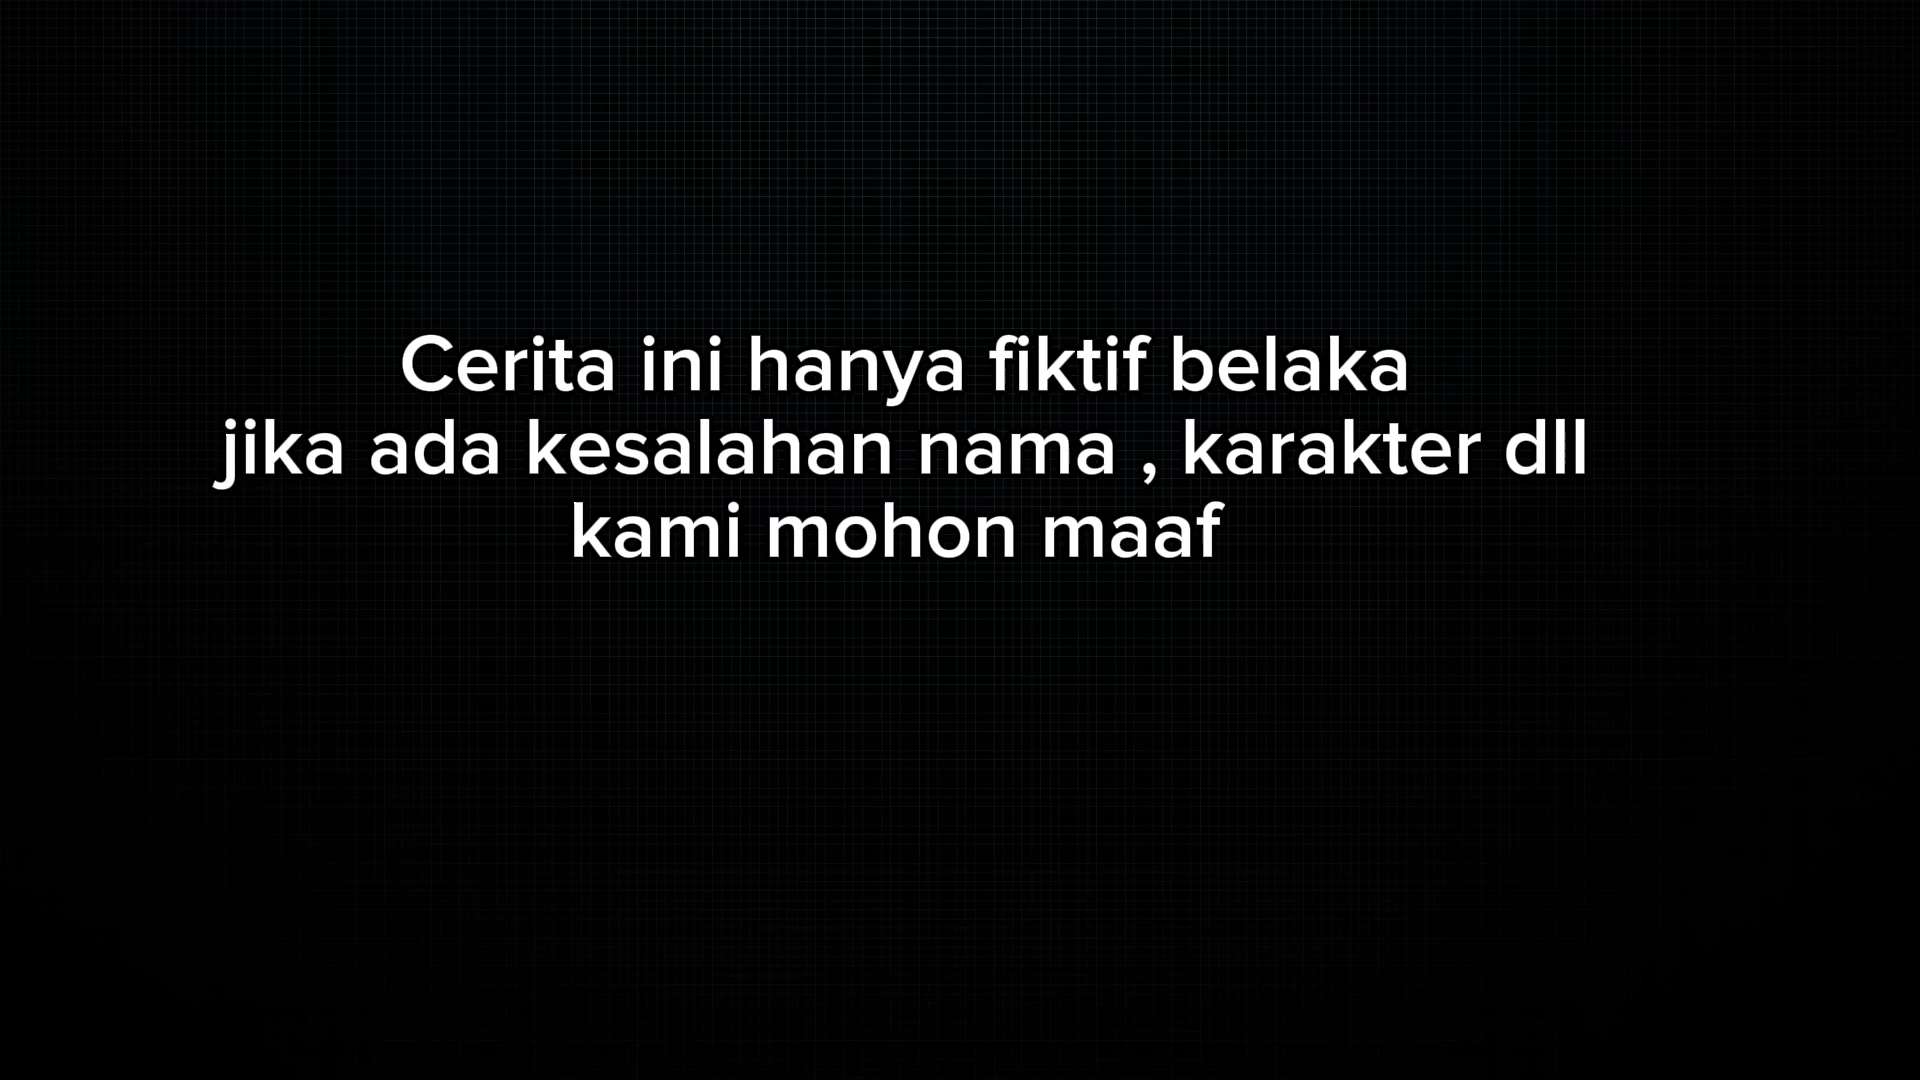 Cerita ini hanya fiktif belaka
jika ada kesalahan nama , karakter dll
kami mohon maaf